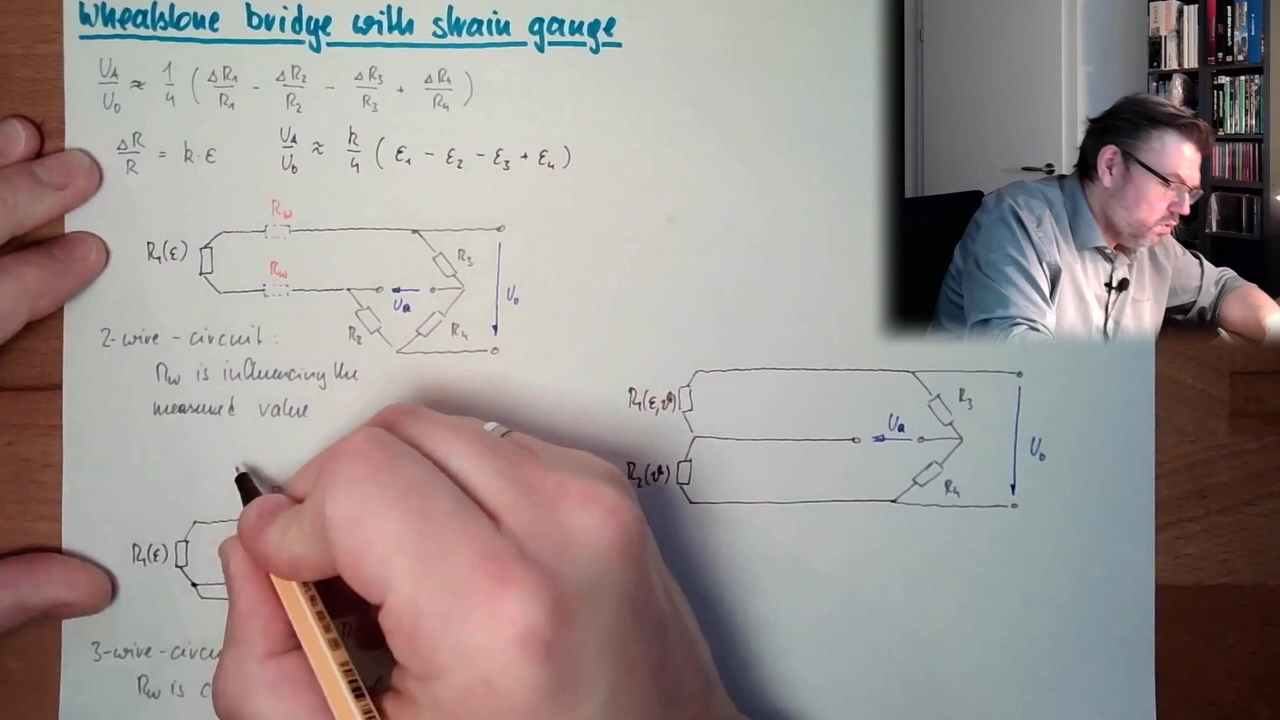 Wheatstone bridge with strain gauge
U_A/U_0 ≈ 1/4 ( ΔR_1/R_1 - ΔR_2/R_2 - ΔR_3/R_3 + ΔR_4/R_4 )
ΔR/R = k · ε
U_A/U_0 ≈ k/4 ( ε_1 - ε_2 - ε_3 + ε_4 )
R_w
R_1(ε)
R_w
R_3
U_a
U_0
R_2
R_4
2-wire-circuit:
R_w is influencing the
measured value
R_1(ε,ϑ)
R_3
U_a
U_0
R_2(ϑ)
R_4
R_1(ε)
3-wire-circu
R_w is c